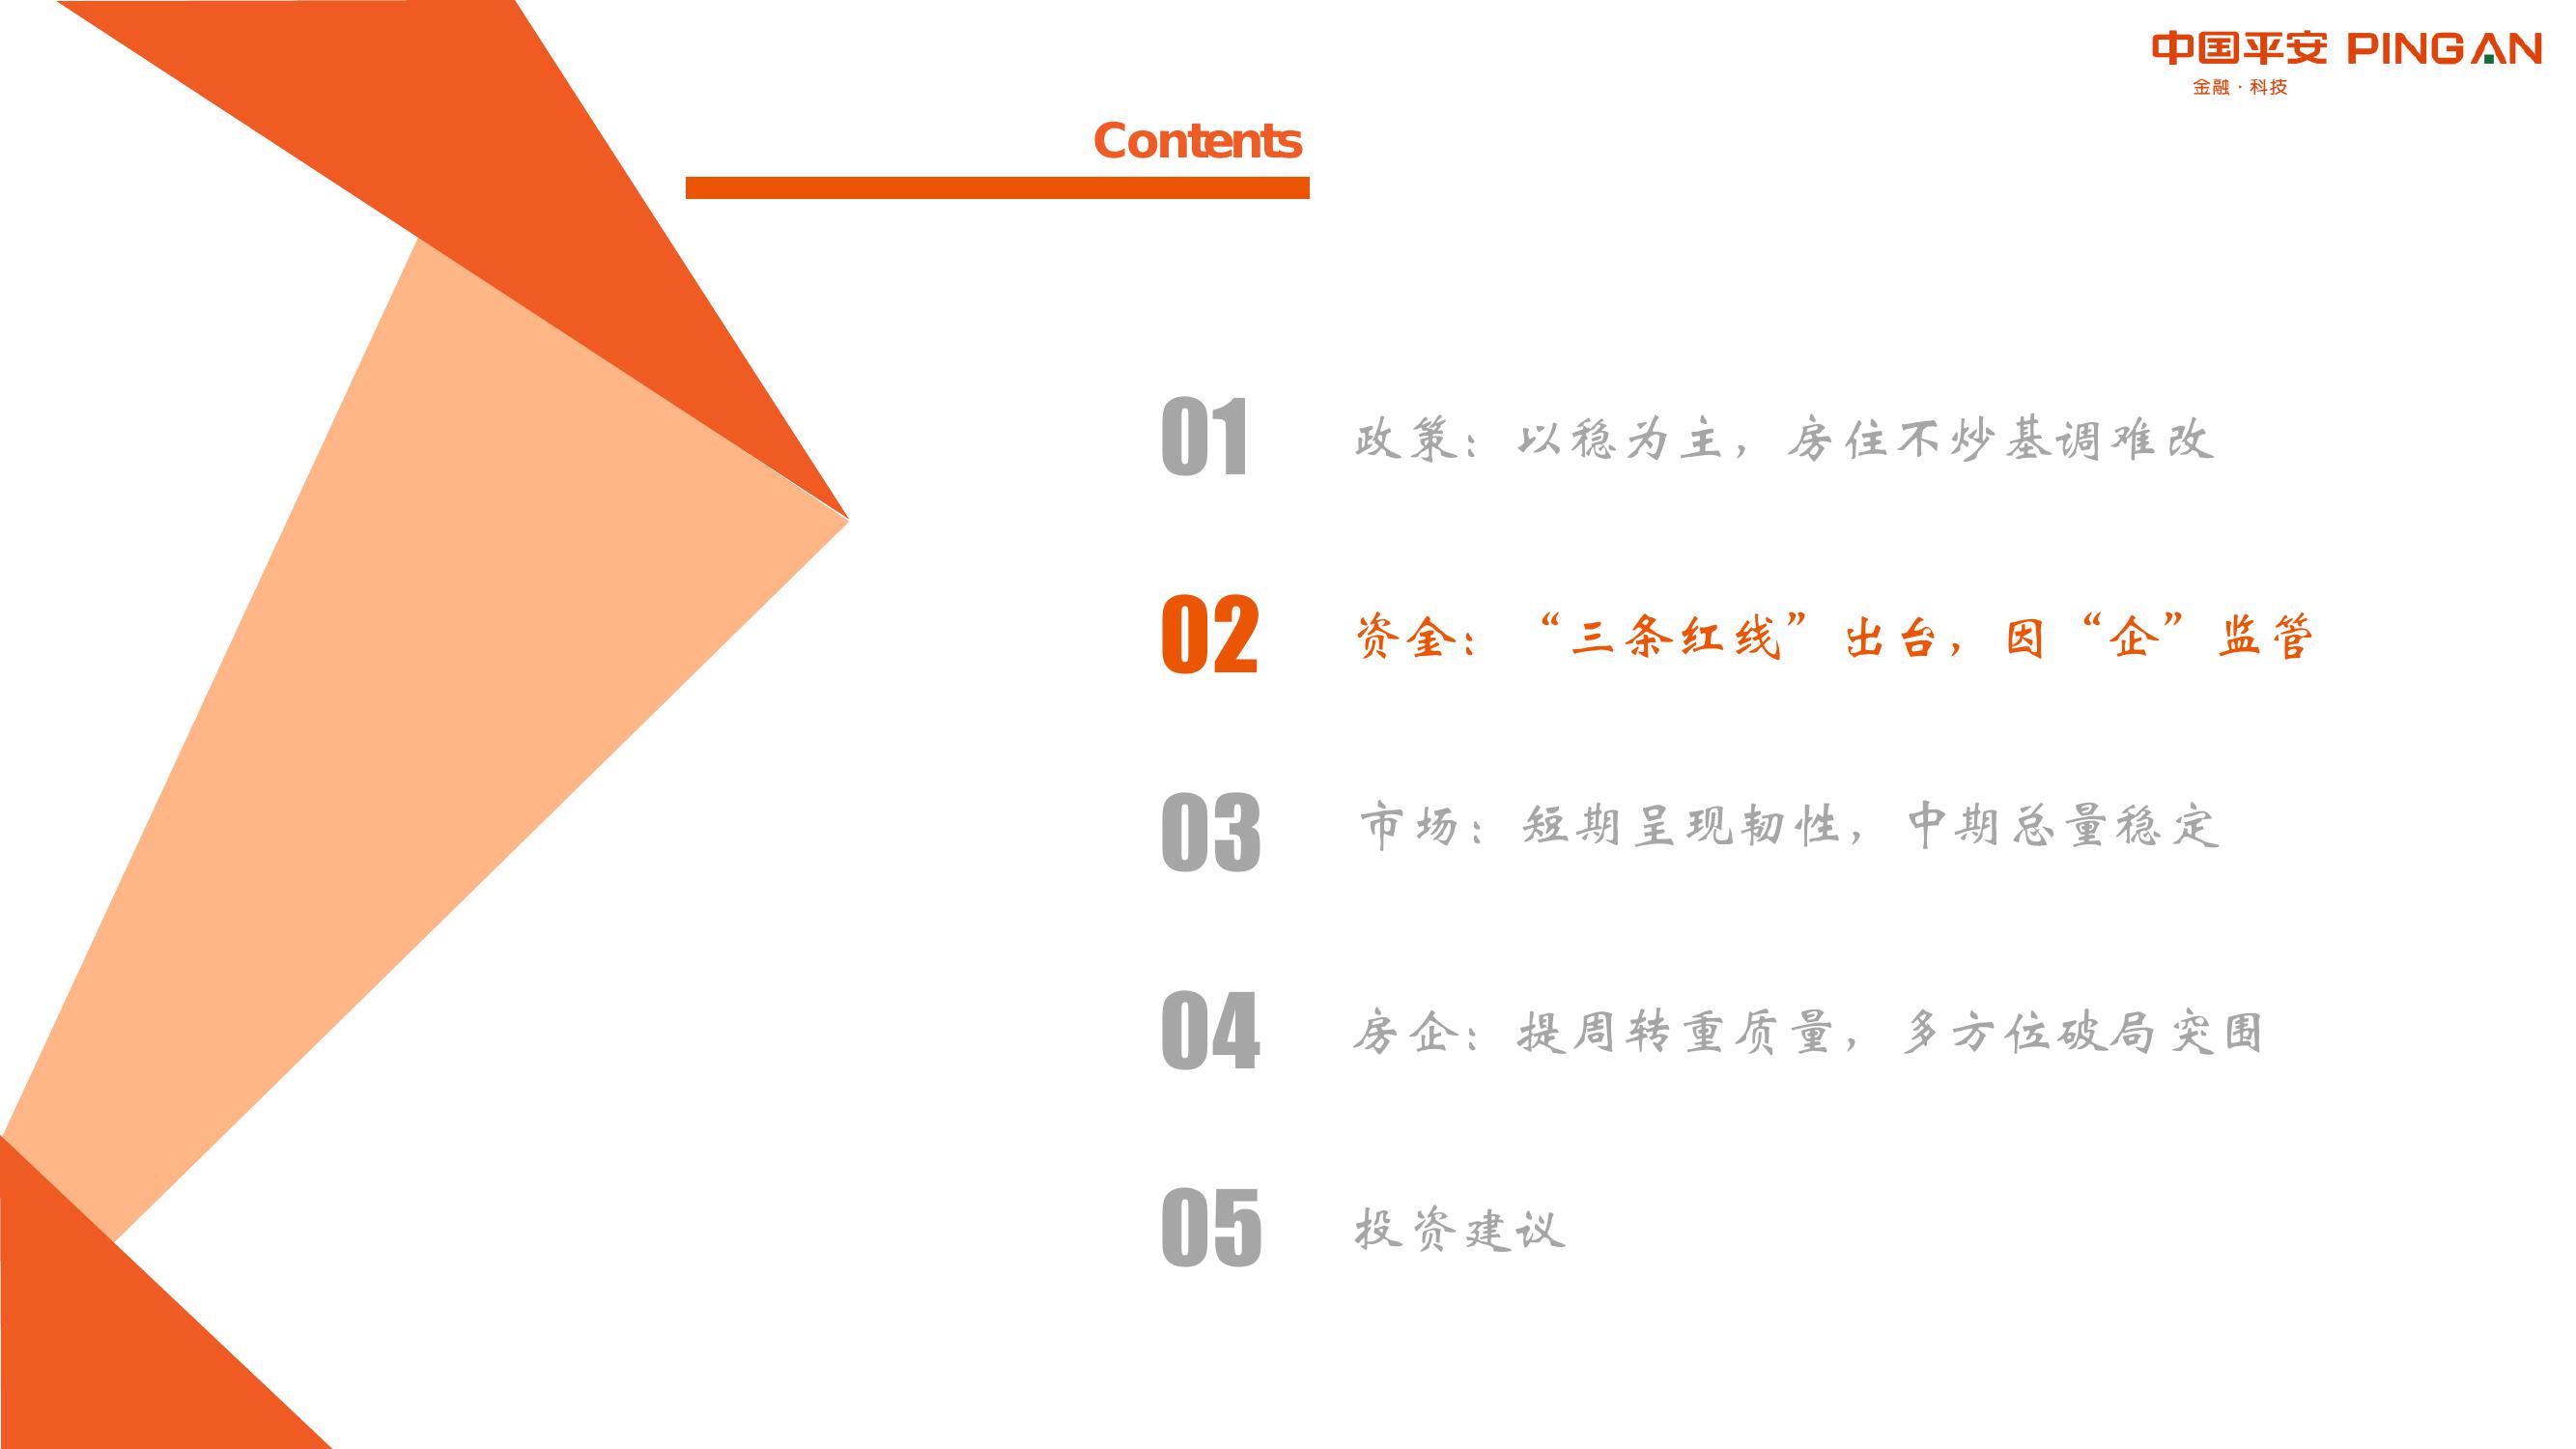 中国平安 PINGAN
金融·科技
Contents
01 政策：以稳为主，房住不炒基调难改
02 资金：“三条红线”出台，因“企”监管
03 市场：短期呈现韧性，中期总量稳定
04 房企：提周转重质量，多方位破局突围
05 投资建议